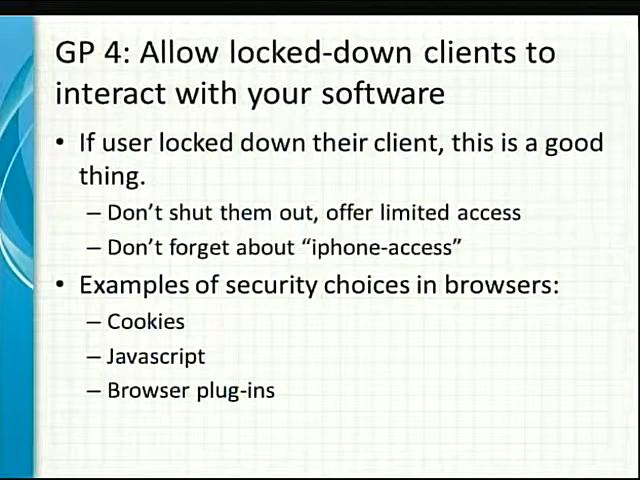 GP 4: Allow locked-down clients to
interact with your software
• If user locked down their client, this is a good
thing.
– Don’t shut them out, offer limited access
– Don’t forget about “iphone-access”
• Examples of security choices in browsers:
– Cookies
– Javascript
– Browser plug-ins